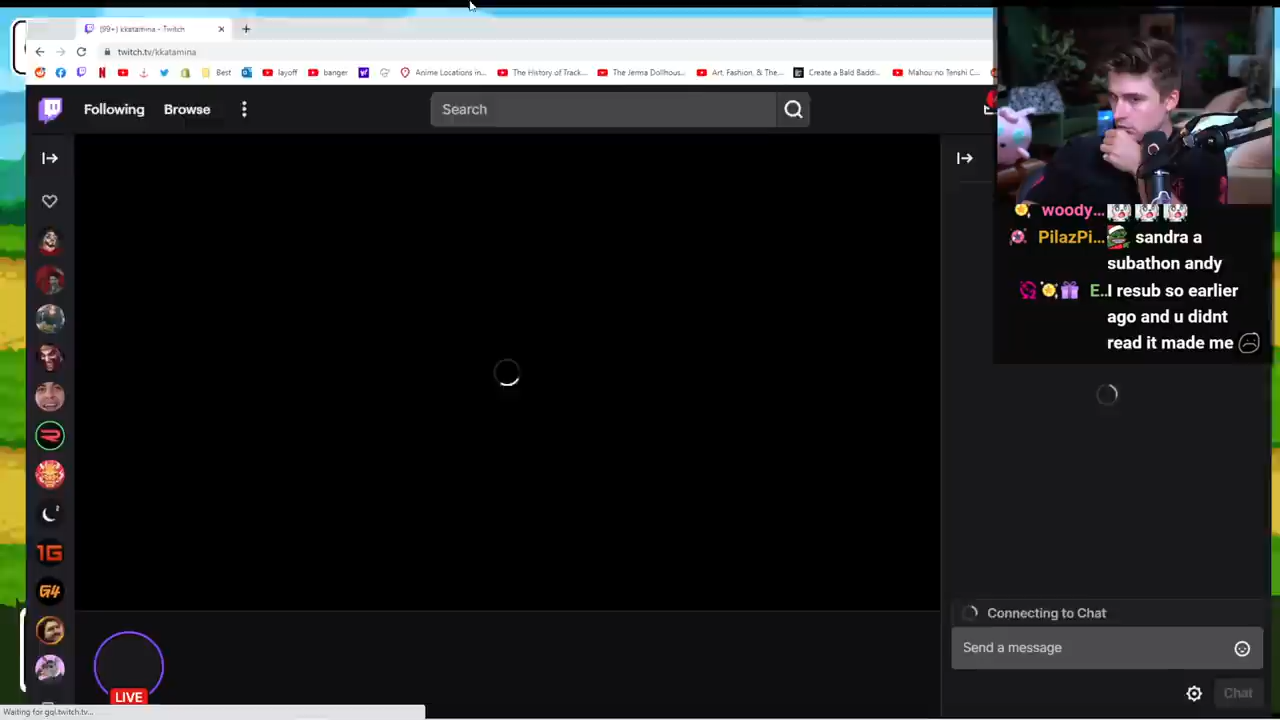 (99+) kkatamina - Twitch
twitch.tv/kkatamina
Best
layoff
banger
Anime Locations in...
The History of Track...
The Jerma Dollhous...
Art, Fashion, & The...
Create a Bald Baddi...
Mahou no Tenshi C...
Following
Browse
Search
woody...
PilazPi... sandra a
subathon andy
E.. I resub so earlier
ago and u didnt
read it made me
1G
G4
Connecting to Chat
Send a message
Chat
LIVE
Waiting for gql.twitch.tv...